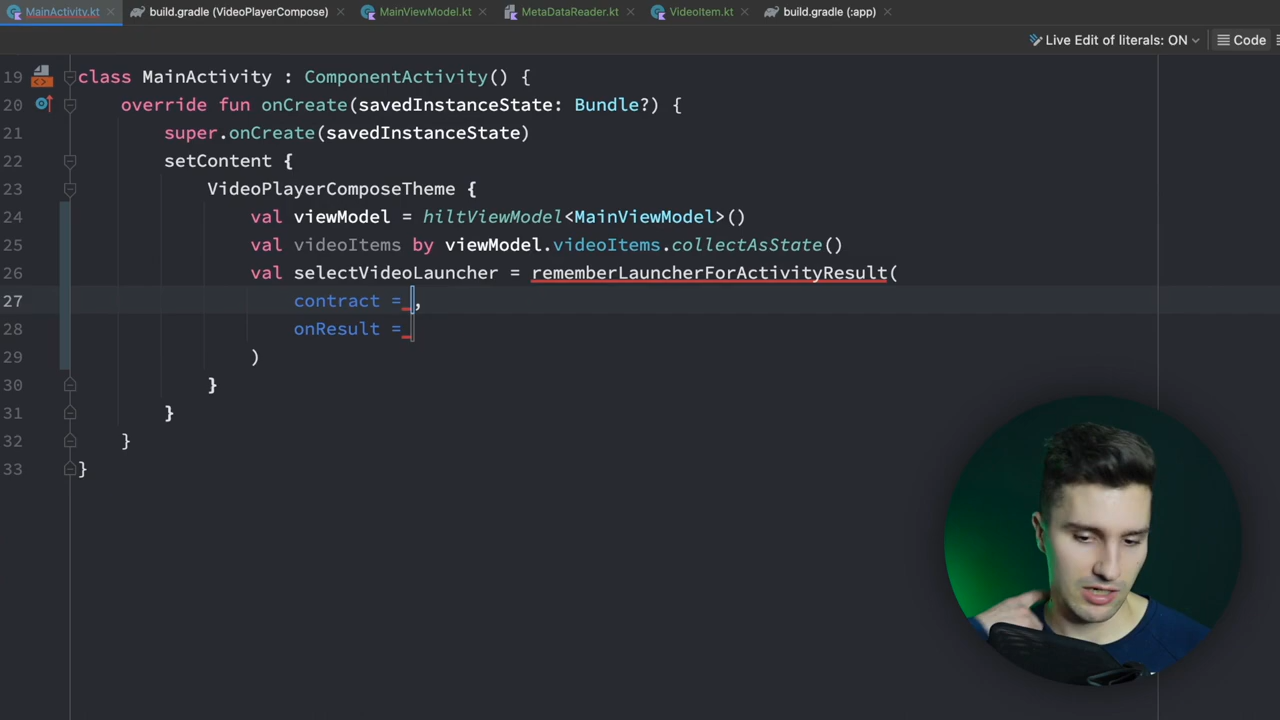 MainActivity.kt build.gradle (VideoPlayerCompose) MainViewModel.kt MetaDataReader.kt VideoItem.kt build.gradle (:app)
Live Edit of literals: ON Code
19 class MainActivity : ComponentActivity() {
20 override fun onCreate(savedInstanceState: Bundle?) {
21 super.onCreate(savedInstanceState)
22 setContent {
23 VideoPlayerComposeTheme {
24 val viewModel = hiltViewModel<MainViewModel>()
25 val videoItems by viewModel.videoItems.collectAsState()
26 val selectVideoLauncher = rememberLauncherForActivityResult(
27 contract = ,
28 onResult =
29 )
30 }
31 }
32 }
33 }